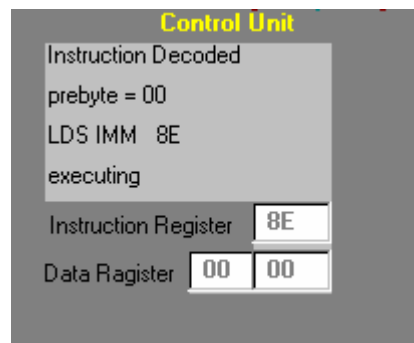 Control Unit
Instruction Decoded
prebyte = 00
LDS IMM 8E
executing
Instruction Register 8E
Data Ragister 00 00